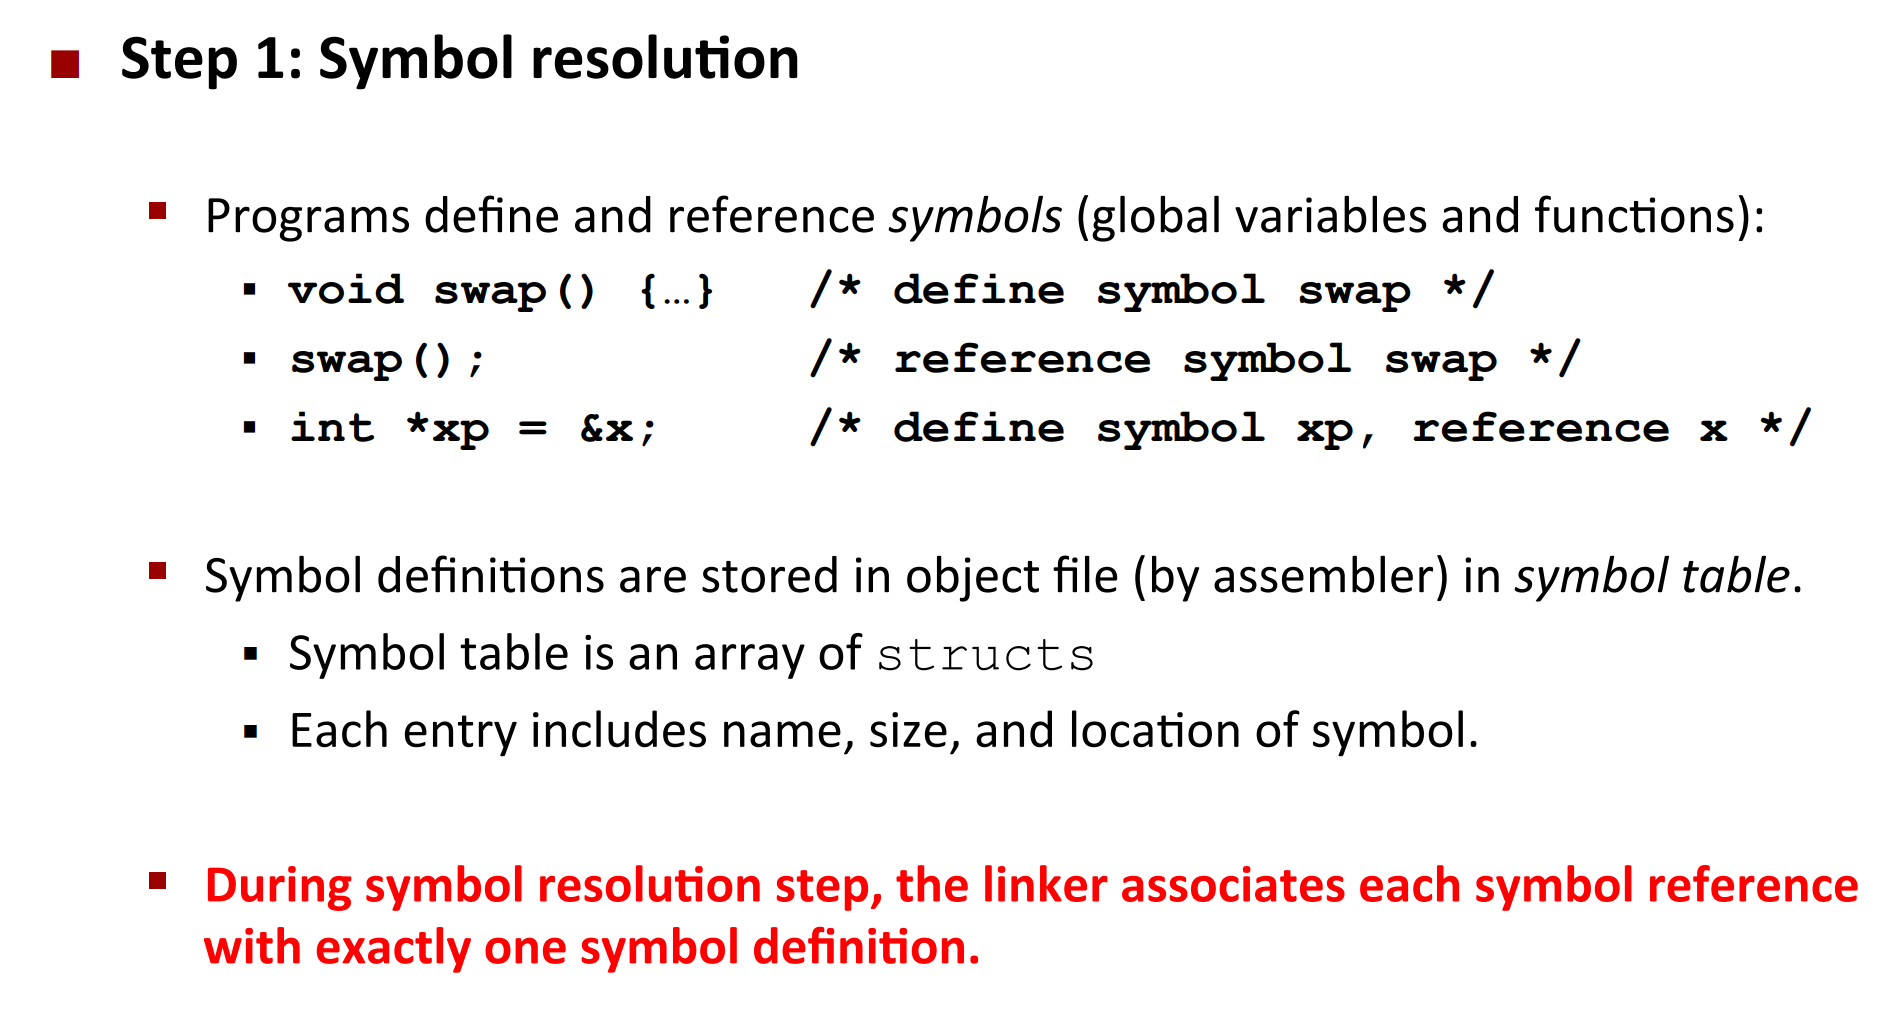 ■ Step 1: Symbol resolution
▪ Programs define and reference symbols (global variables and functions):
▪ void swap() {…} /* define symbol swap */
▪ swap(); /* reference symbol swap */
▪ int *xp = &x; /* define symbol xp, reference x */
▪ Symbol definitions are stored in object file (by assembler) in symbol table.
▪ Symbol table is an array of structs
▪ Each entry includes name, size, and location of symbol.
▪ During symbol resolution step, the linker associates each symbol reference
with exactly one symbol definition.